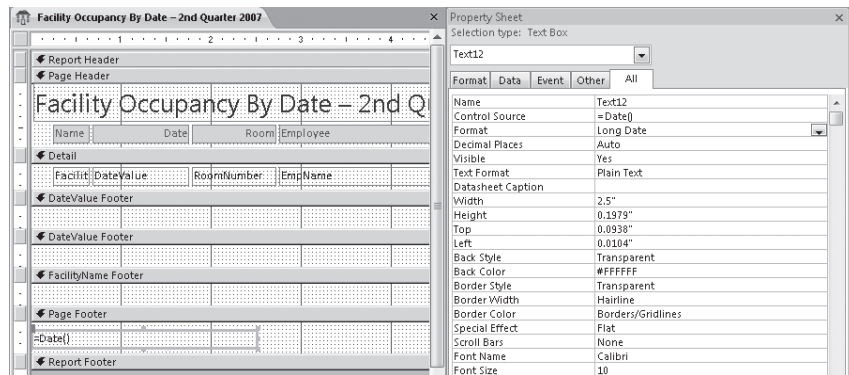 Facility Occupancy By Date – 2nd Quarter 2007
1 2 3 4
Report Header
Page Header
Facility Occupancy By Date – 2nd Q
Name Date Room Employee
Detail
Facilit DateValue RoomNumber EmpName
DateValue Footer
DateValue Footer
FacilityName Footer
Page Footer
=Date()
Report Footer
Property Sheet
Selection type: Text Box
Text12
Format Data Event Other All
Name Text12
Control Source =Date()
Format Long Date
Decimal Places Auto
Visible Yes
Text Format Plain Text
Datasheet Caption
Width 2.5"
Height 0.1979"
Top 0.0938"
Left 0.0104"
Back Style Transparent
Back Color #FFFFFF
Border Style Transparent
Border Width Hairline
Border Color Borders/Gridlines
Special Effect Flat
Scroll Bars None
Font Name Calibri
Font Size 10